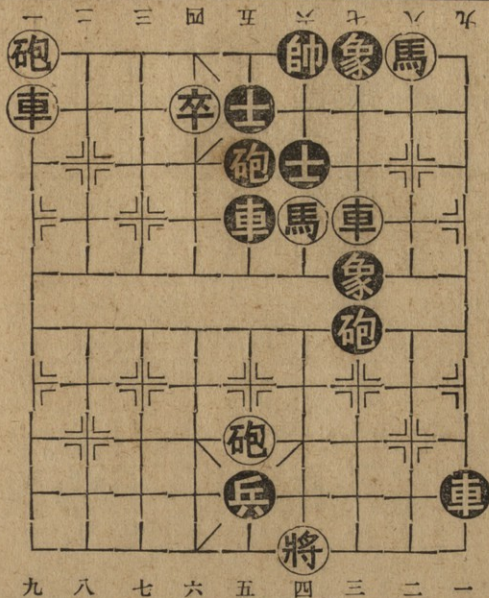 一 二 三 四 五 六 七 八 九
砲 帥 象 馬
車 卒 士
砲 士
車 馬 車
象
砲
砲
兵 車
將
九 八 七 六 五 四 三 二 一